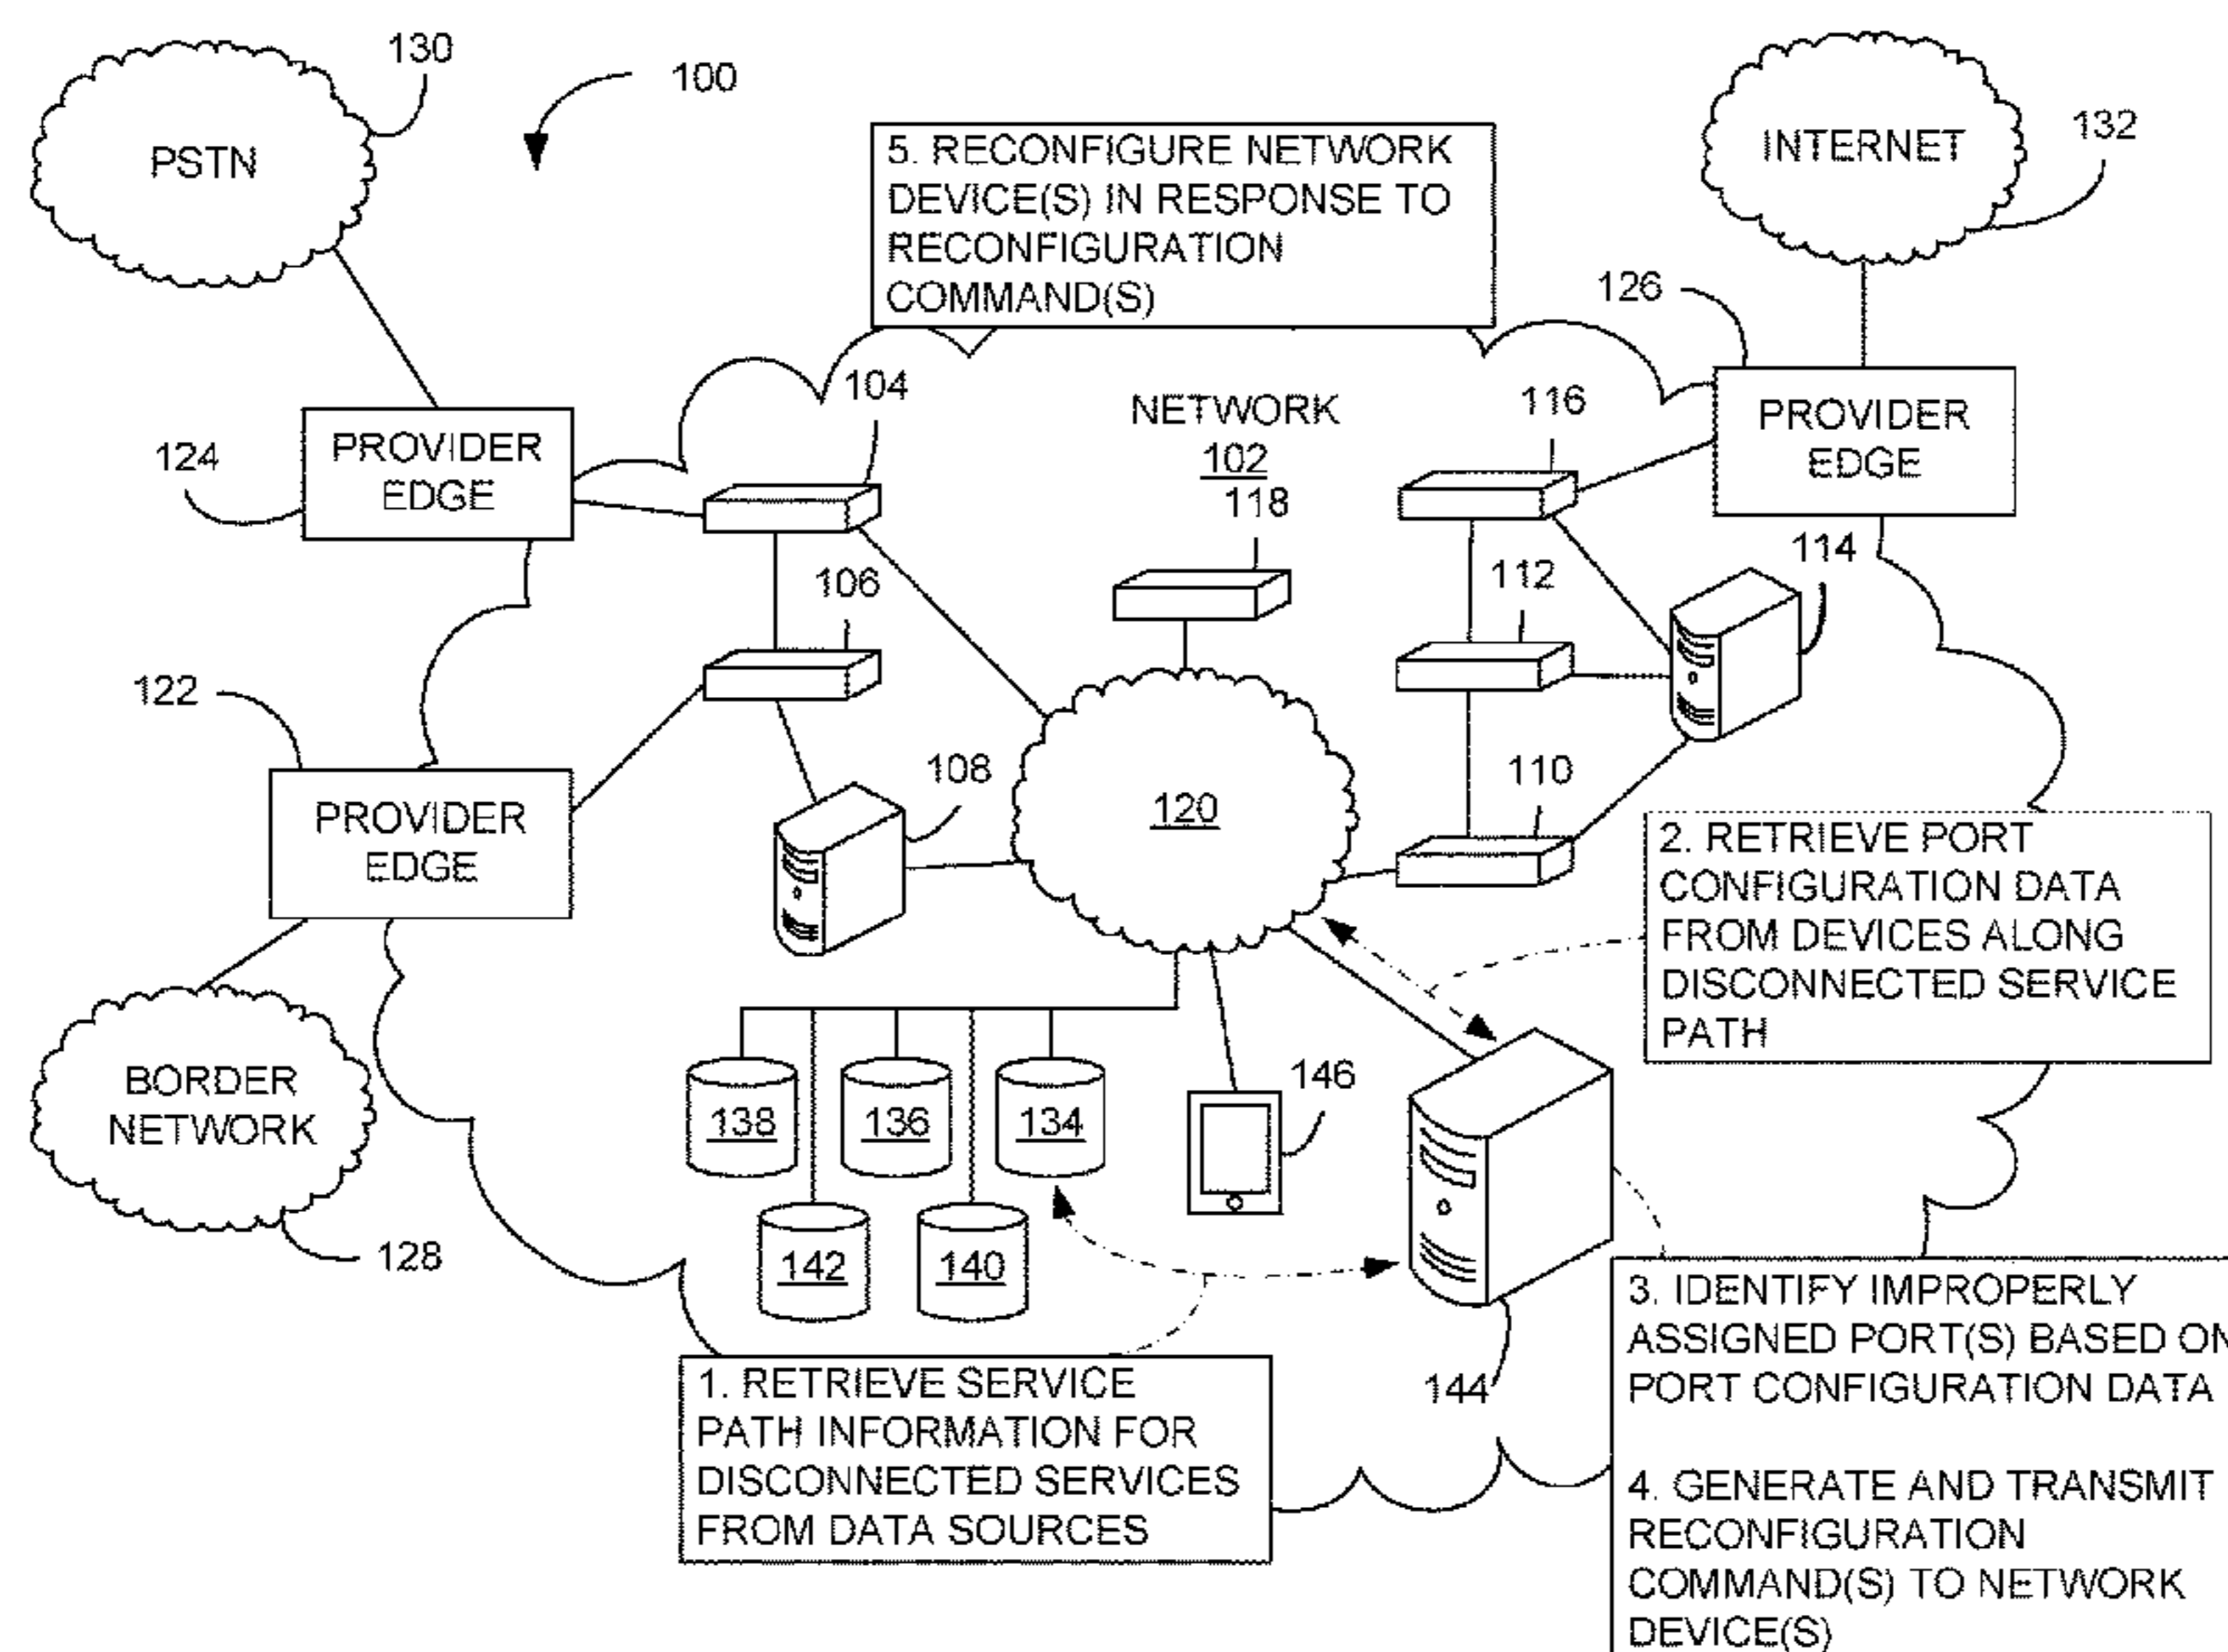 130
100
PSTN
5. RECONFIGURE NETWORK
DEVICE(S) IN RESPONSE TO
RECONFIGURATION
COMMAND(S)
INTERNET
132
126
104
NETWORK
102
118
116
PROVIDER
EDGE
124
PROVIDER
EDGE
106
112
114
122
108
120
110
PROVIDER
EDGE
2. RETRIEVE PORT
CONFIGURATION DATA
FROM DEVICES ALONG
DISCONNECTED SERVICE
PATH
BORDER
NETWORK
128
138
136
134
146
142
140
144
1. RETRIEVE SERVICE
PATH INFORMATION FOR
DISCONNECTED SERVICES
FROM DATA SOURCES
3. IDENTIFY IMPROPERLY
ASSIGNED PORT(S) BASED ON
PORT CONFIGURATION DATA
4. GENERATE AND TRANSMIT
RECONFIGURATION
COMMAND(S) TO NETWORK
DEVICE(S)